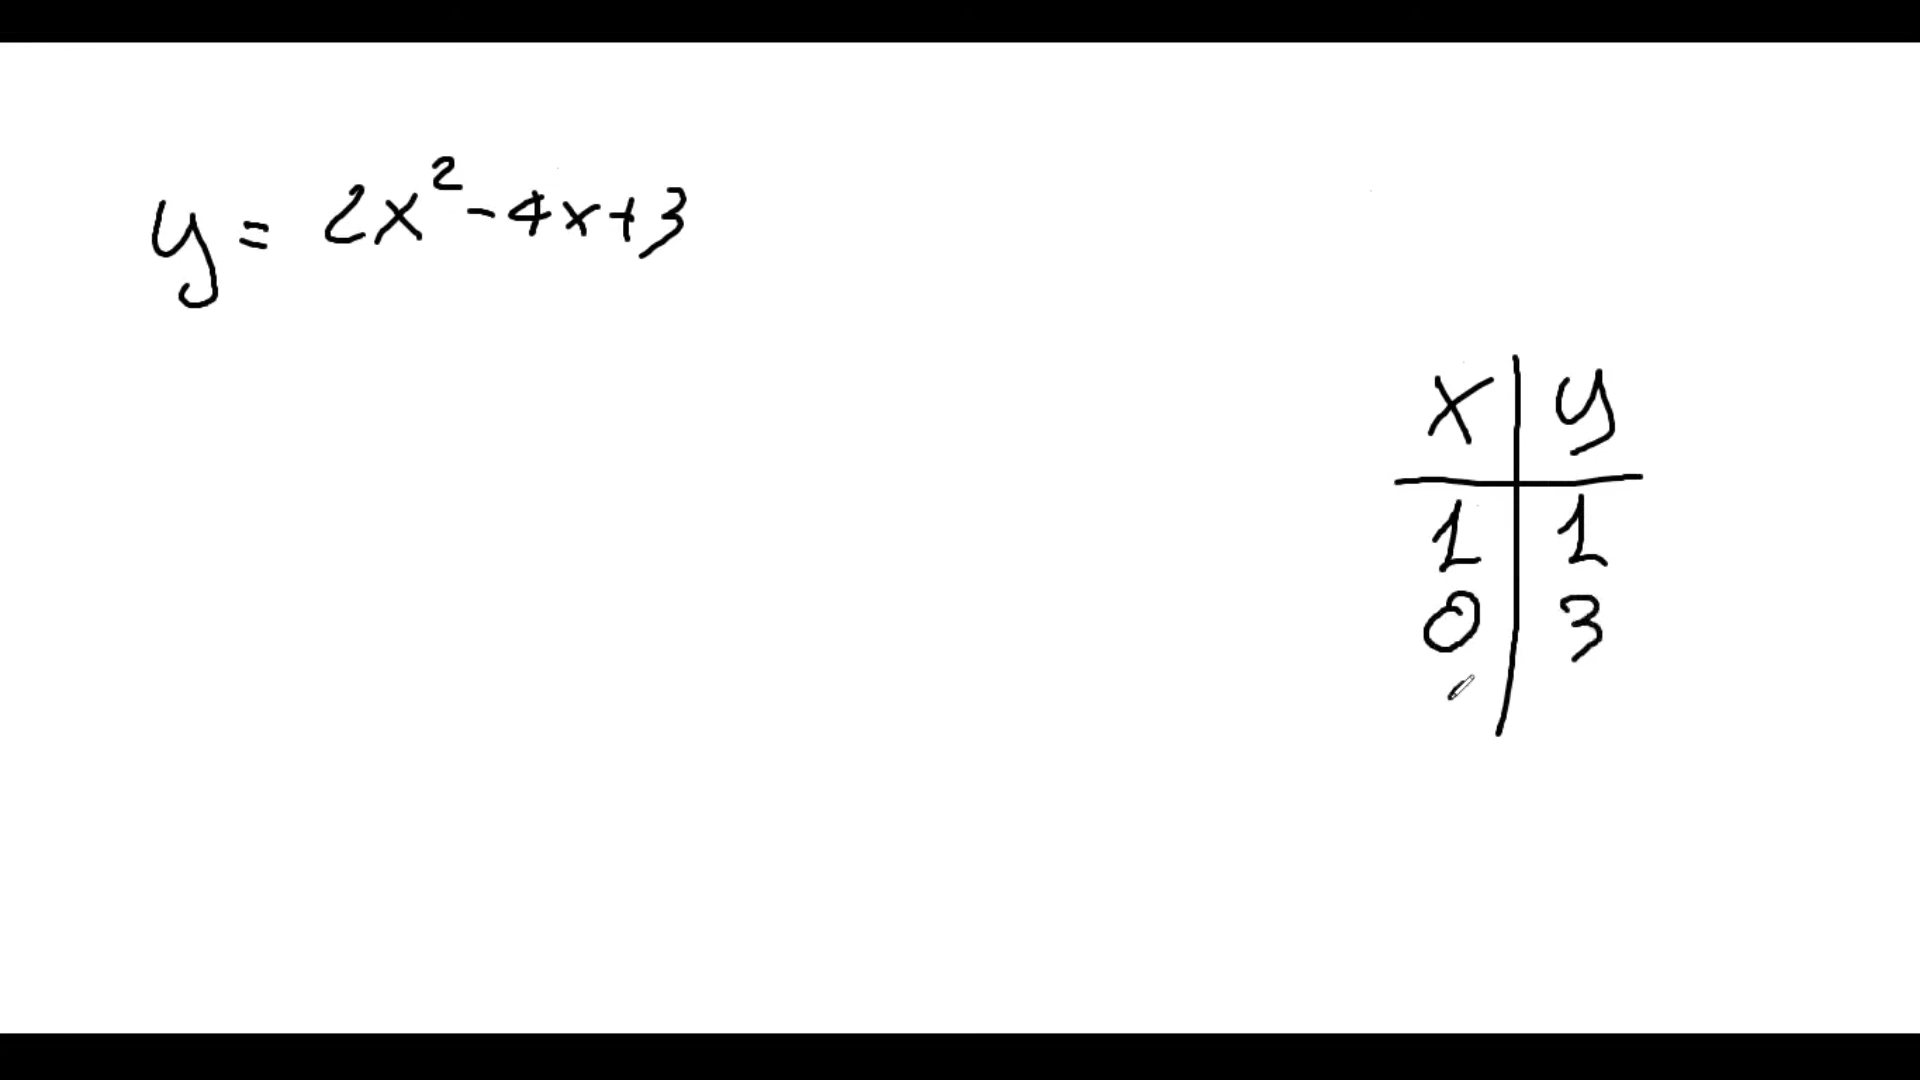 y = 2x² - 4x + 3
x y
1 1
0 3